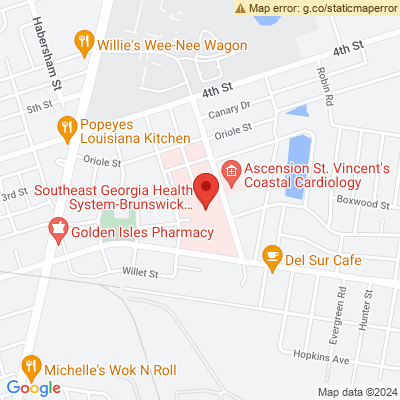 Map error: g.co/staticmaperror
Habersham St
Willie's Wee-Nee Wagon
4th St
4th St
Robin Rd
5th St
Canary Dr
Popeyes
Louisiana Kitchen
Oriole St
Oriole St
Ascension St. Vincent's
Coastal Cardiology
3rd St
Southeast Georgia Health
System-Brunswick...
Boxwood St
Golden Isles Pharmacy
Del Sur Cafe
Willet St
Evergreen Rd
Hunter St
Hopkins Ave
Michelle's Wok N Roll
Google
Map data ©2024